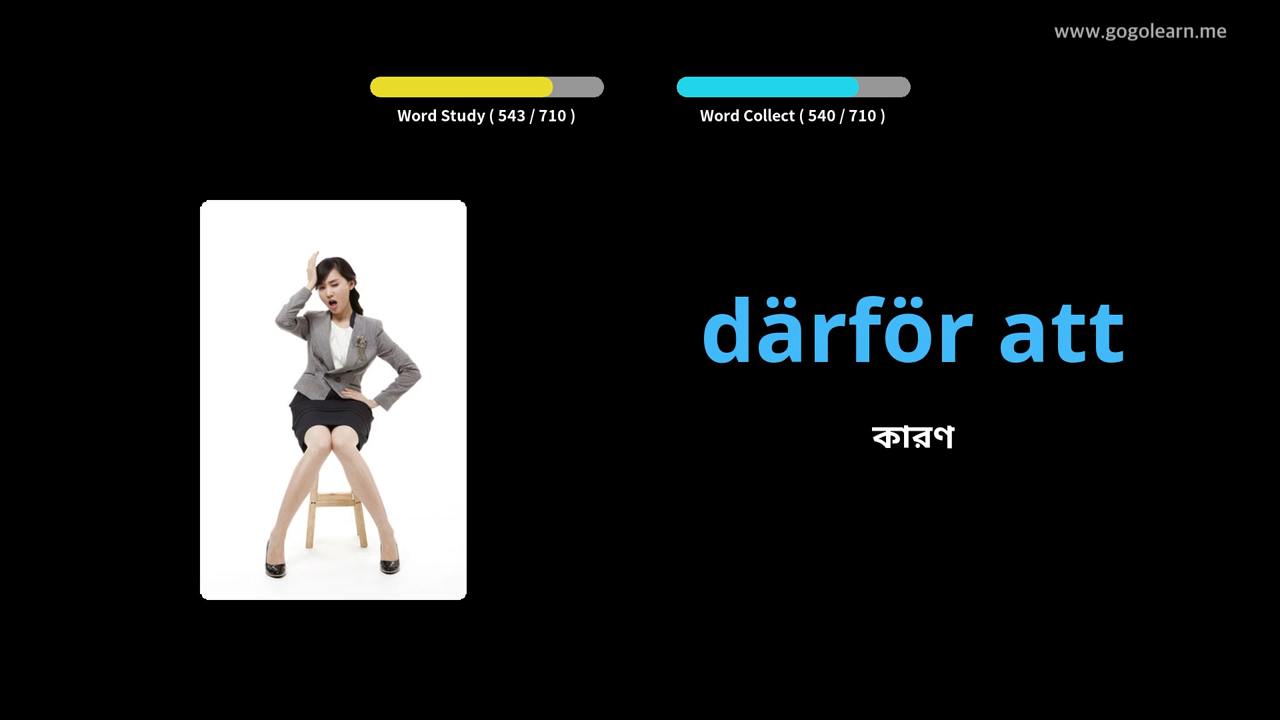 www.gogolearn.me
Word Study ( 543 / 710 )
Word Collect ( 540 / 710 )
därför att
কারণ